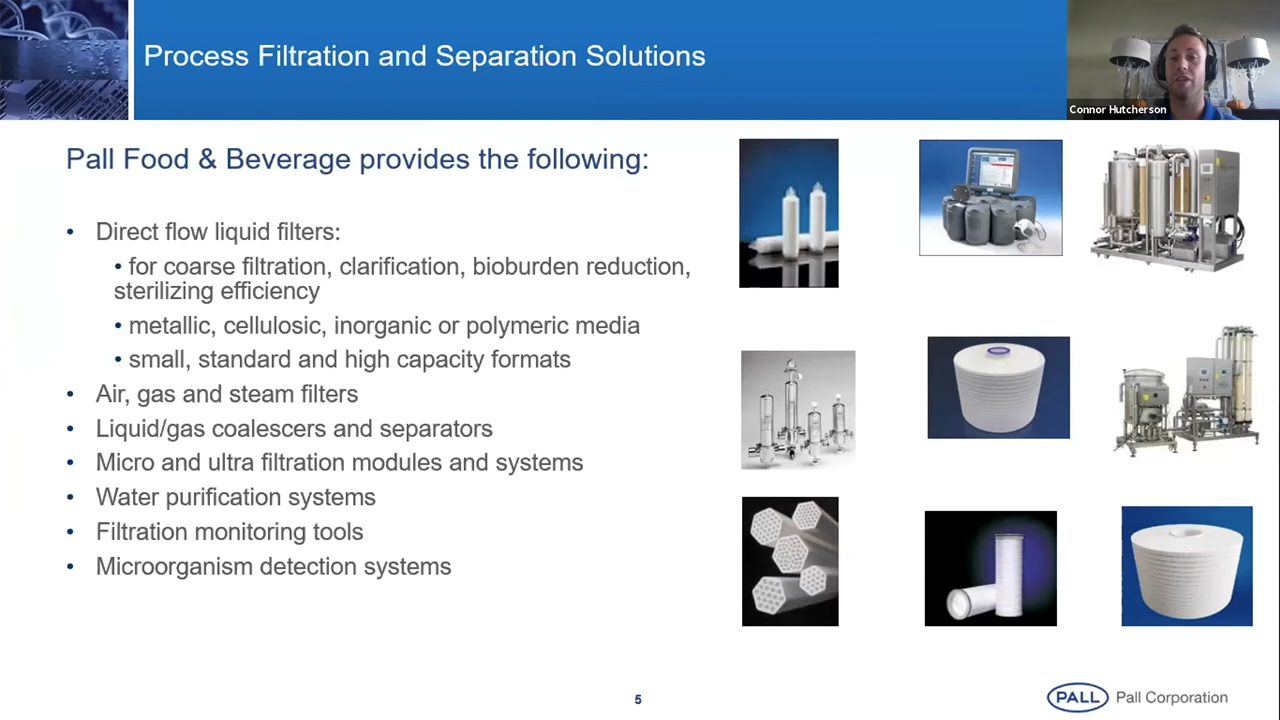 Process Filtration and Separation Solutions
Connor Hutcherson
Pall Food & Beverage provides the following:
• Direct flow liquid filters:
• for coarse filtration, clarification, bioburden reduction,
sterilizing efficiency
• metallic, cellulosic, inorganic or polymeric media
• small, standard and high capacity formats
• Air, gas and steam filters
• Liquid/gas coalescers and separators
• Micro and ultra filtration modules and systems
• Water purification systems
• Filtration monitoring tools
• Microorganism detection systems
5
PALL Pall Corporation